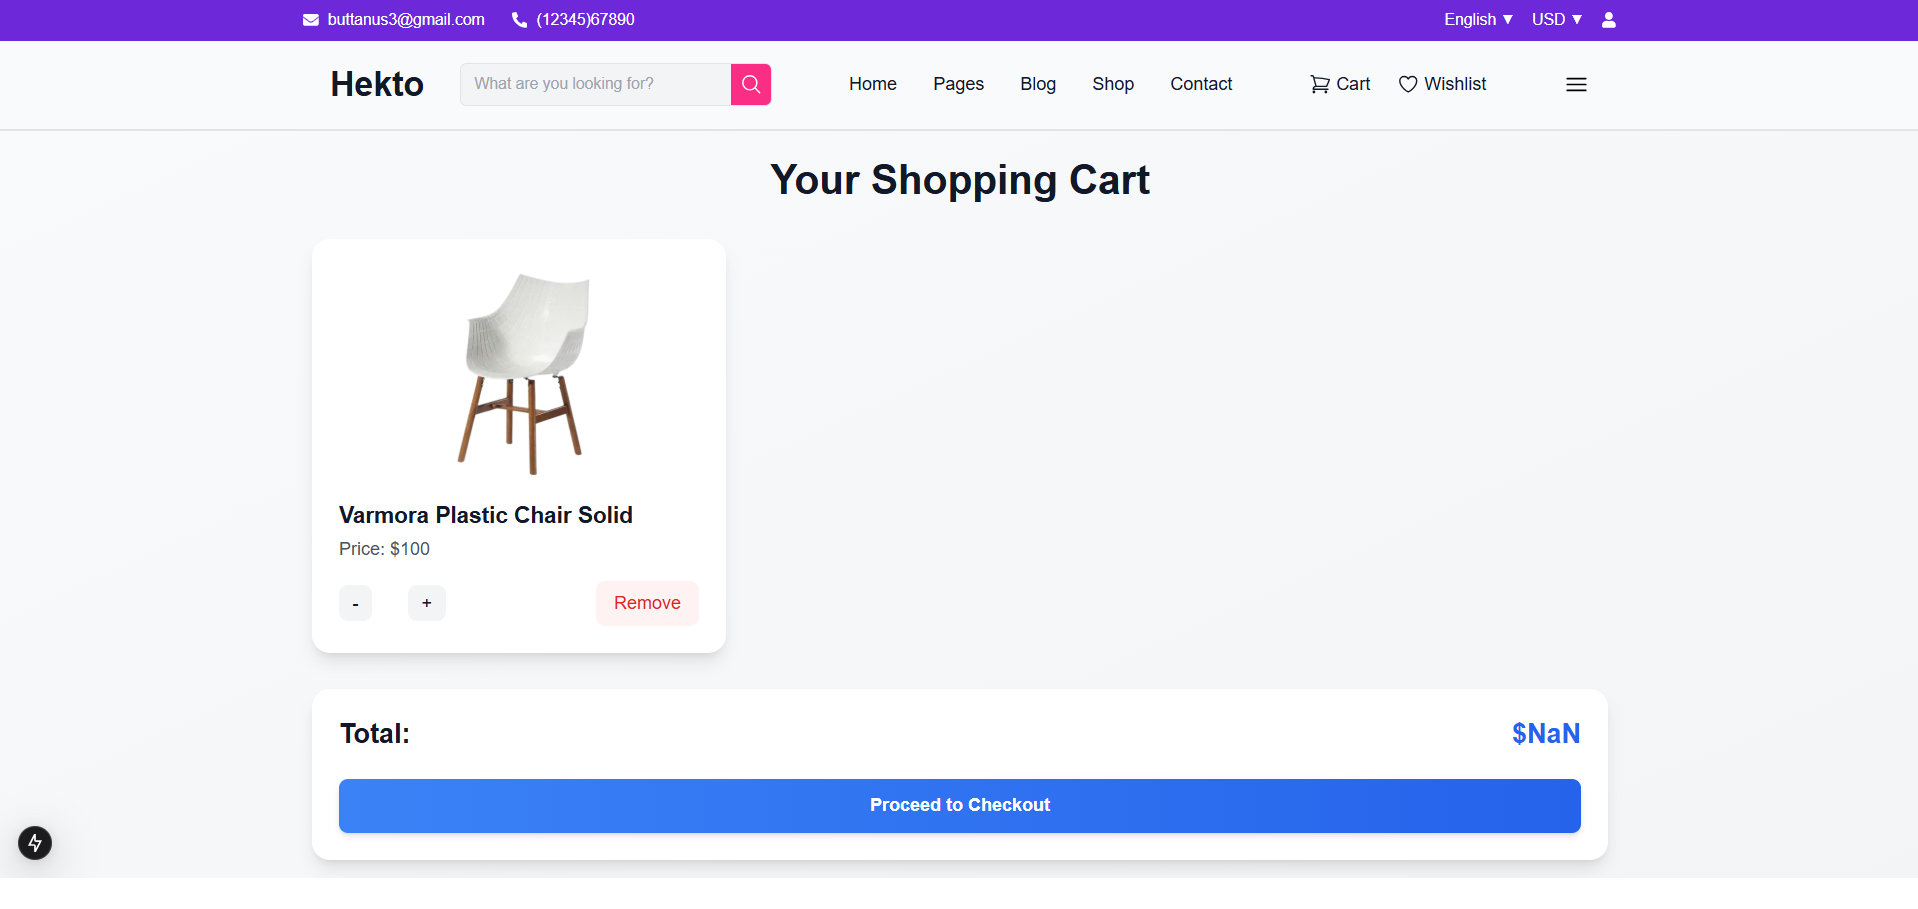 buttanus3@gmail.com (12345)67890 English ▼ USD ▼
Hekto What are you looking for? Home Pages Blog Shop Contact Cart Wishlist
Your Shopping Cart
Varmora Plastic Chair Solid
Price: $100
- + Remove
Total: $NaN
Proceed to Checkout